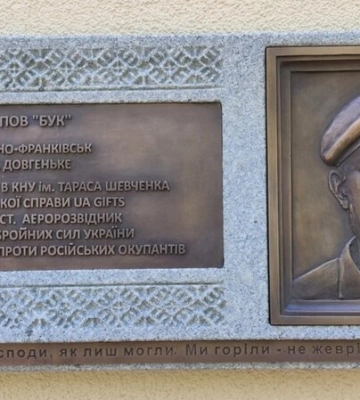 ПОВ "БУК"
НО-ФРАНКІВСЬК
ДОВГЕНЬКЕ
В КНУ ІМ. ТАРАСА ШЕВЧЕНКА
КОЇ СПРАВИ UA GIFTS
СТ. АЕРОРОЗВІДНИК
БРОЙНИХ СИЛ УКРАЇНИ
ПРОТИ РОСІЙСЬКИХ ОКУПАНТІВ
споди, як лиш могли. Ми горіли - не жеврі